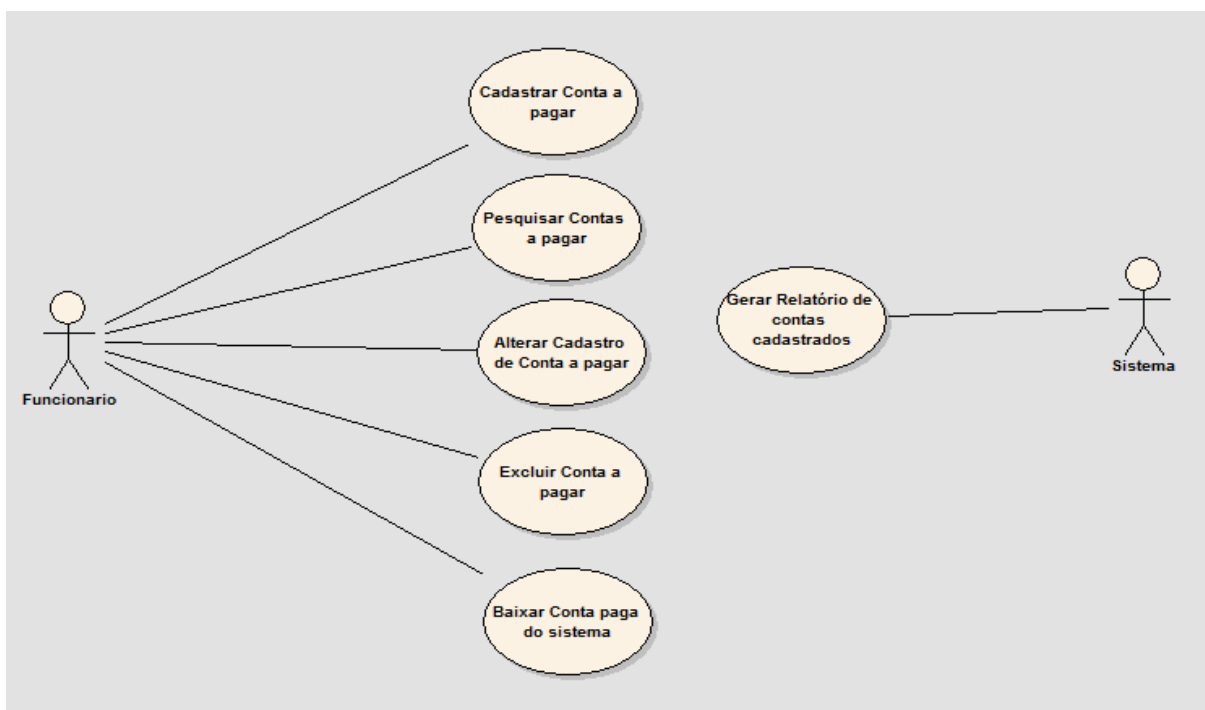 Cadastrar Conta a
pagar
Pesquisar Contas
a pagar
Gerar Relatório de
contas
cadastrados
Alterar Cadastro
de Conta a pagar
Sistema
Funcionario
Excluir Conta a
pagar
Baixar Conta paga
do sistema